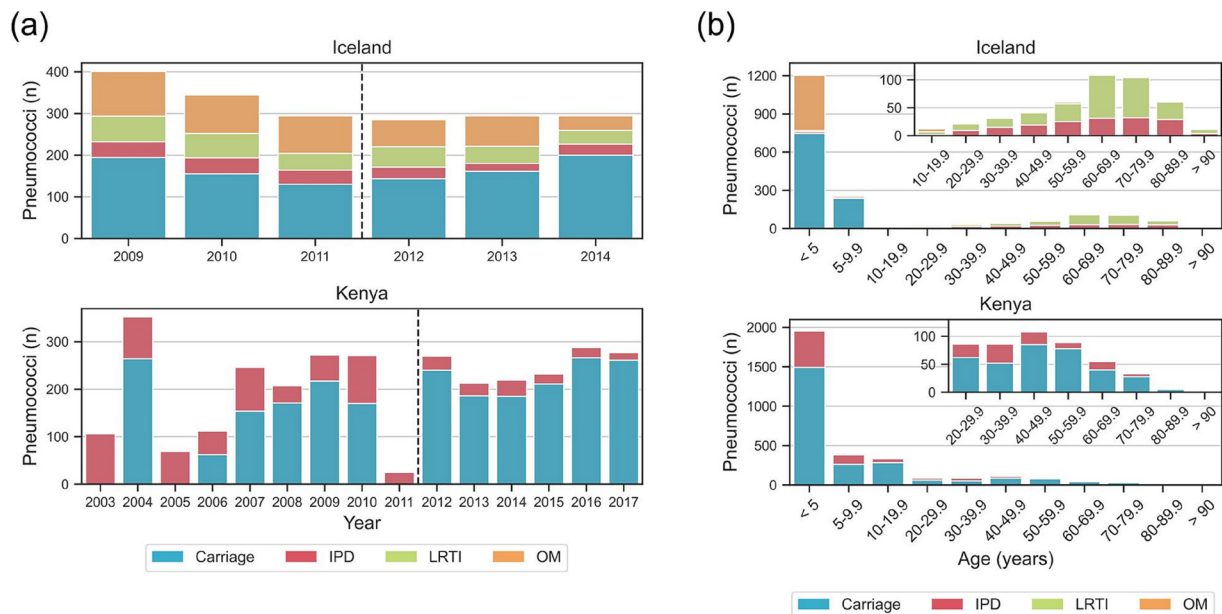 (a)
Iceland
Pneumococci (n)
400
300
200
100
0
2009 2010 2011 2012 2013 2014
Kenya
Pneumococci (n)
300
200
100
0
2003 2004 2005 2006 2007 2008 2009 2010 2011 2012 2013 2014 2015 2016 2017
Year
Carriage IPD LRTI OM
(b)
Iceland
Pneumococci (n)
1200
900
600
300
0
100
50
0
10-19.9 20-29.9 30-39.9 40-49.9 50-59.9 60-69.9 70-79.9 80-89.9 > 90
< 5 5-9.9 10-19.9 20-29.9 30-39.9 40-49.9 50-59.9 60-69.9 70-79.9 80-89.9 > 90
Kenya
Pneumococci (n)
2000
1500
1000
500
0
100
50
0
20-29.9 30-39.9 40-49.9 50-59.9 60-69.9 70-79.9 80-89.9 > 90
< 5 5-9.9 10-19.9 20-29.9 30-39.9 40-49.9 50-59.9 60-69.9 70-79.9 80-89.9 > 90
Age (years)
Carriage IPD LRTI OM